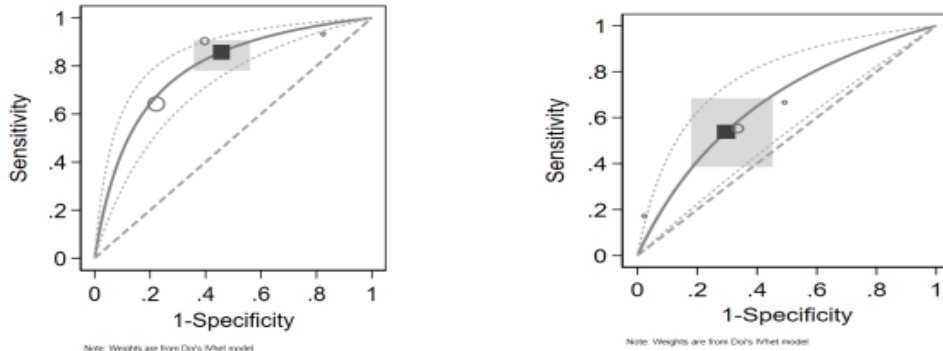 1
.8
.6
.4
.2
0
Sensitivity
0 .2 .4 .6 .8 1
1-Specificity
Note: Weights are from Doi's IVhet model
1
.8
.6
.4
.2
0
Sensitivity
0 .2 .4 .6 .8 1
1-Specificity
Note: Weights are from Doi's IVhet model